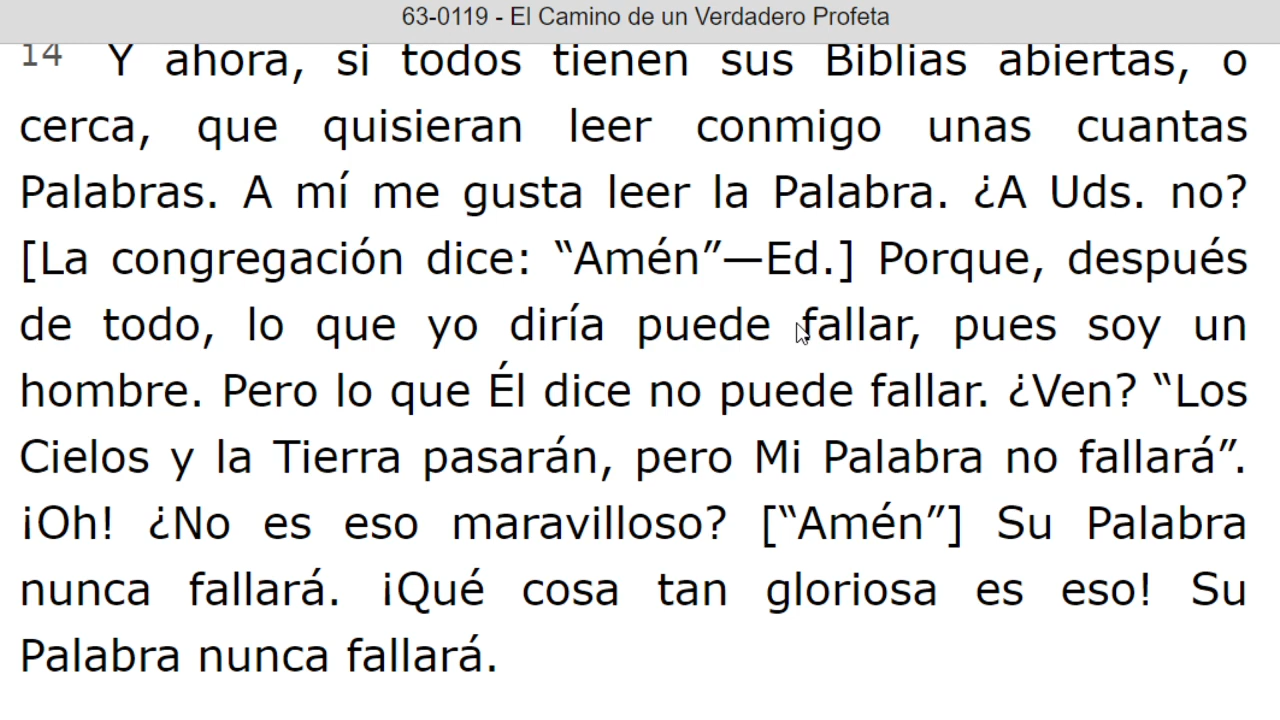 63-0119 - El Camino de un Verdadero Profeta
14 Y ahora, si todos tienen sus Biblias abiertas, o
cerca, que quisieran leer conmigo unas cuantas
Palabras. A mí me gusta leer la Palabra. ¿A Uds. no?
[La congregación dice: “Amén”—Ed.] Porque, después
de todo, lo que yo diría puede fallar, pues soy un
hombre. Pero lo que Él dice no puede fallar. ¿Ven? “Los
Cielos y la Tierra pasarán, pero Mi Palabra no fallará”.
¡Oh! ¿No es eso maravilloso? [“Amén”] Su Palabra
nunca fallará. ¡Qué cosa tan gloriosa es eso! Su
Palabra nunca fallará.